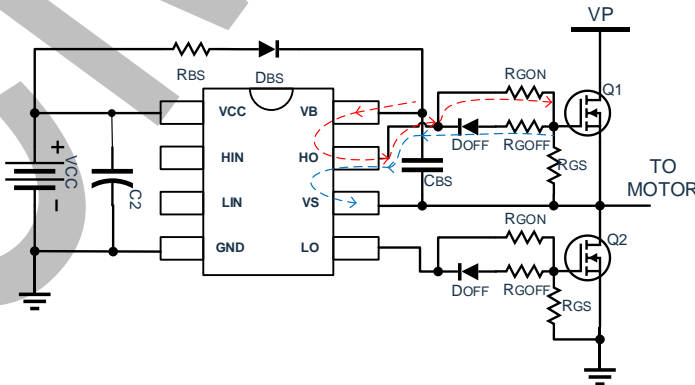 VP
RBS
DBS
RGON
Q1
VCC
VB
DOFF
RGOFF
+
VCC
-
C2
HIN
HO
RGS
CBS
TO
MOTOR
LIN
VS
RGON
Q2
GND
LO
DOFF
RGOFF
RGS